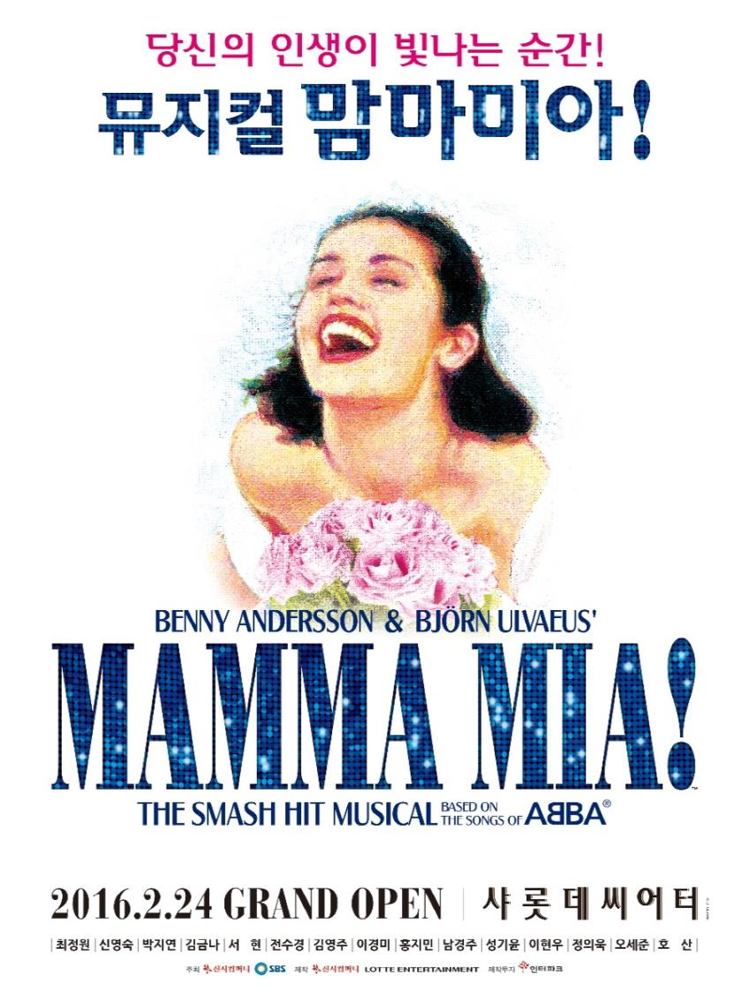 당신의 인생이 빛나는 순간!
뮤지컬 맘마미아!
BENNY ANDERSSON & BJÖRN ULVAEUS'
MAMMA MIA!™
THE SMASH HIT MUSICAL BASED ON THE SONGS OF ABBA®
2016.2.24 GRAND OPEN | 샤롯데씨어터
|최정원|신영숙|박지연|김금나|서 현|전수경|김영주|이경미|홍지민|남경주|성기윤|이현우|정의욱|오세준|호 산|
주최 신시컴퍼니 SBS 제작 신시컴퍼니 LOTTE ENTERTAINMENT 제작투자 인터파크